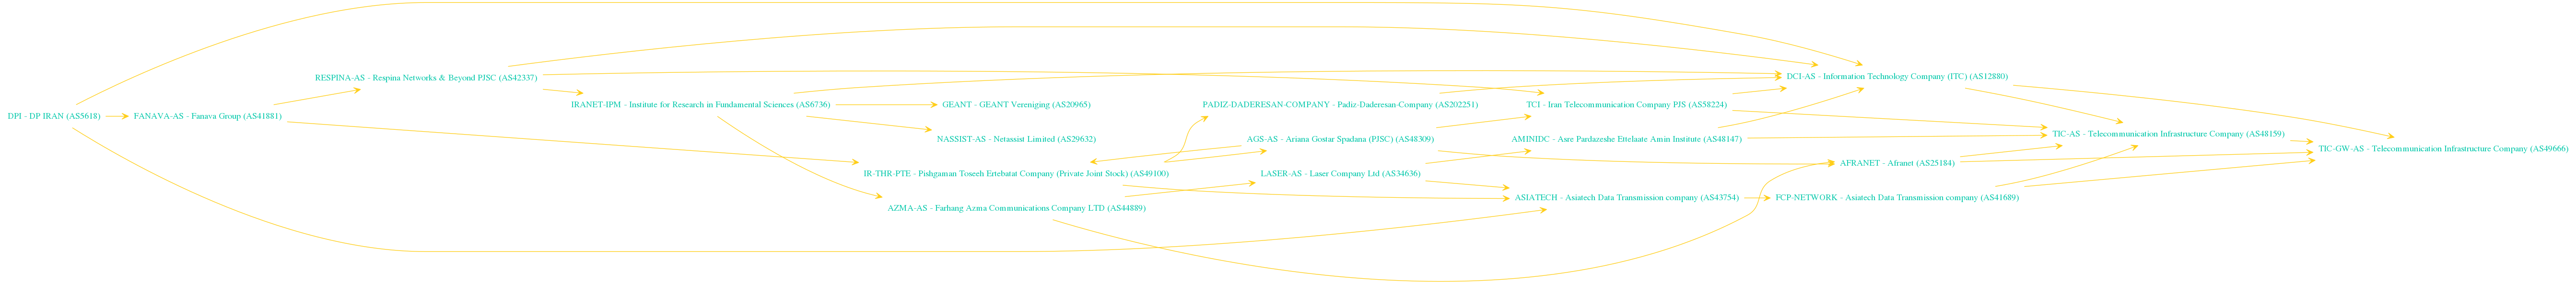 DPI - DP IRAN (AS5618)
FANAVA-AS - Fanava Group (AS41881)
RESPINA-AS - Respina Networks & Beyond PJSC (AS42337)
IRANET-IPM - Institute for Research in Fundamental Sciences (AS6736)
GEANT - GEANT Vereniging (AS20965)
NASSIST-AS - Netassist Limited (AS29632)
IR-THR-PTE - Pishgaman Toseeh Ertebatat Company (Private Joint Stock) (AS49100)
AZMA-AS - Farhang Azma Communications Company LTD (AS44889)
PADIZ-DADERESAN-COMPANY - Padiz-Daderesan-Company (AS202251)
AGS-AS - Ariana Gostar Spadana (PJSC) (AS48309)
LASER-AS - Laser Company Ltd (AS34636)
TCI - Iran Telecommunication Company PJS (AS58224)
AMINIDC - Asre Pardazeshe Ettelaate Amin Institute (AS48147)
ASIATECH - Asiatech Data Transmission company (AS43754)
DCI-AS - Information Technology Company (ITC) (AS12880)
AFRANET - Afranet (AS25184)
FCP-NETWORK - Asiatech Data Transmission company (AS41689)
TIC-AS - Telecommunication Infrastructure Company (AS48159)
TIC-GW-AS - Telecommunication Infrastructure Company (AS49666)